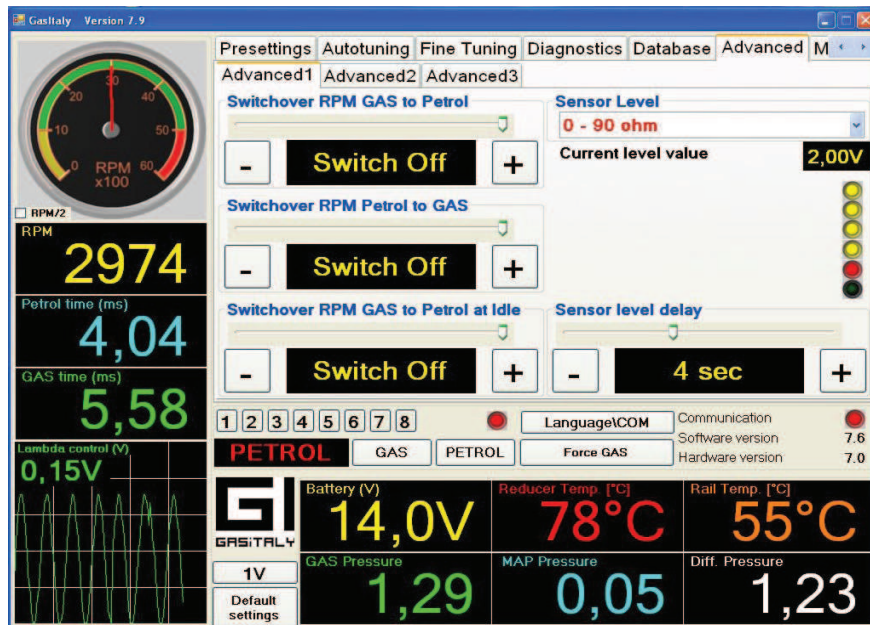 GasItaly Version 7.9
Presettings Autotuning Fine Tuning Diagnostics Database Advanced M
Advanced1 Advanced2 Advanced3
0 10 20 30 40 50 60
RPM
x100
RPM/2
RPM
2974
Petrol time (ms)
4,04
GAS time (ms)
5,58
Lambda control (V)
0,15V
Switchover RPM GAS to Petrol
- Switch Off +
Switchover RPM Petrol to GAS
- Switch Off +
Switchover RPM GAS to Petrol at Idle
- Switch Off +
Sensor Level
0 - 90 ohm
Current level value 2,00V
Sensor level delay
- 4 sec +
1 2 3 4 5 6 7 8
PETROL GAS PETROL
Language\COM
Force GAS
Communication
Software version 7.6
Hardware version 7.0
GI
GASiTALY
1V
Default
settings
Battery (V)
14,0V
Reducer Temp. [°C]
78°C
Rail Temp. [°C]
55°C
GAS Pressure
1,29
MAP Pressure
0,05
Diff. Pressure
1,23